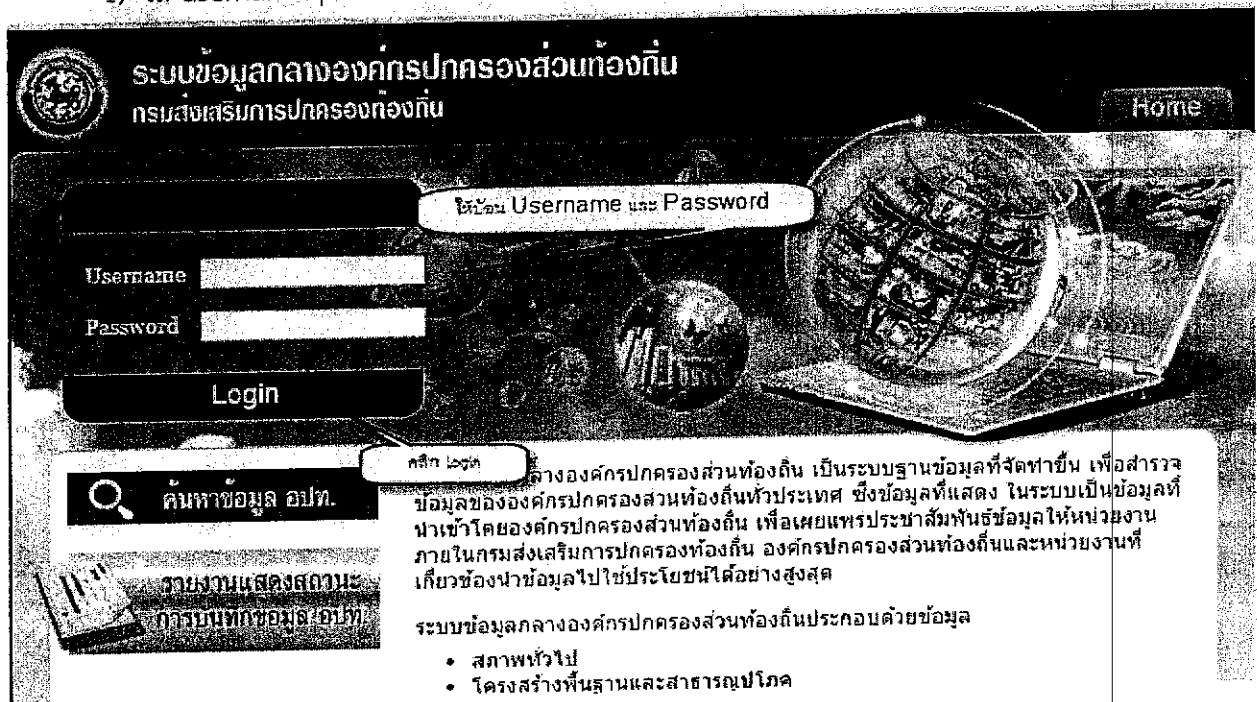 ระบบข้อมูลกลางองค์กรปกครองส่วนท้องถิ่น
กรมส่งเสริมการปกครองท้องถิ่น
Home
ให้ป้อน Username และ Password
Username
Password
Login
คลิก Login
ค้นหาข้อมูล อปท.
รายงานแสดงสถานะ
การบันทึกข้อมูล อปท.
ลางองค์กรปกครองส่วนท้องถิ่น เป็นระบบฐานข้อมูลที่จัดทำขึ้น เพื่อสำรวจ
ข้อมูลขององค์กรปกครองส่วนท้องถิ่นทั่วประเทศ ซึ่งข้อมูลที่แสดง ในระบบเป็นข้อมูลที่
นำเข้าโดยองค์กรปกครองส่วนท้องถิ่น เพื่อเผยแพร่ประชาสัมพันธ์ข้อมูลให้หน่วยงาน
ภายในกรมส่งเสริมการปกครองท้องถิ่น องค์กรปกครองส่วนท้องถิ่นและหน่วยงานที่
เกี่ยวข้องนำข้อมูลไปใช้ประโยชน์ได้อย่างสูงสุด
ระบบข้อมูลกลางองค์กรปกครองส่วนท้องถิ่นประกอบด้วยข้อมูล
• สภาพทั่วไป
• โครงสร้างพื้นฐานและสาธารณูปโภค